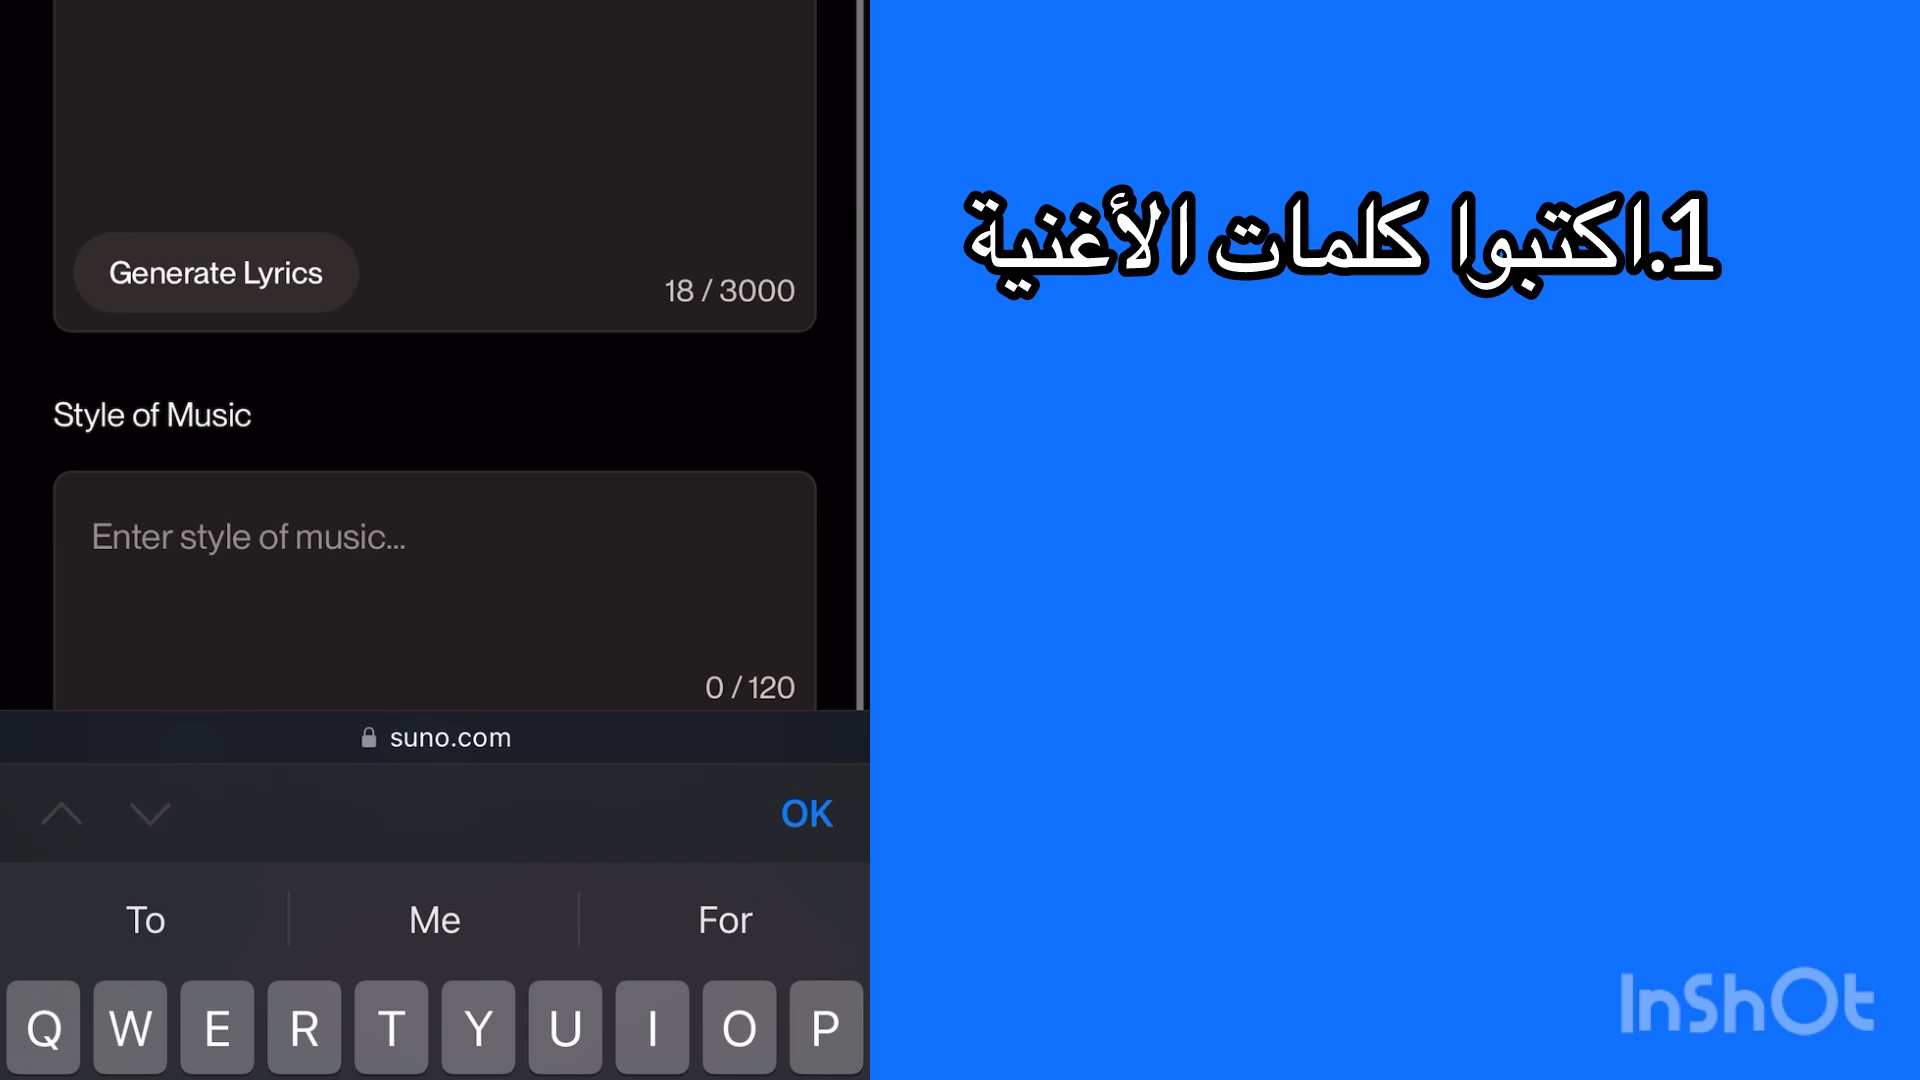 Generate Lyrics
18 / 3000
Style of Music
Enter style of music...
0 / 120
suno.com
OK
To
Me
For
Q W E R T Y U I O P
1.اكتبوا كلمات الأغنية
InShOt